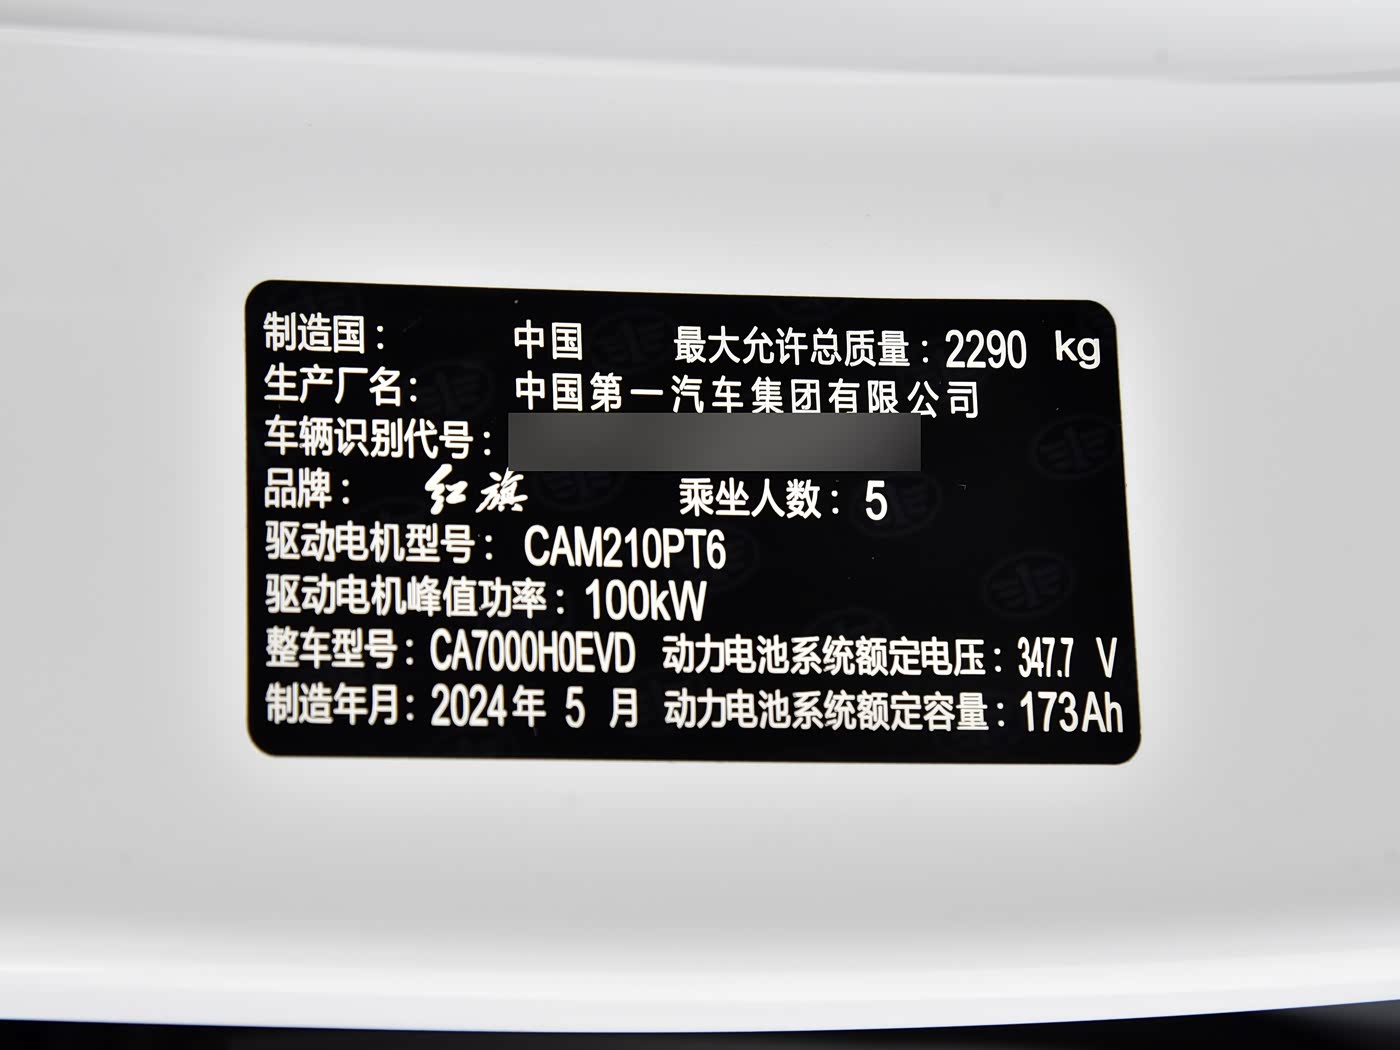 制造国： 中国 最大允许总质量：2290 kg
生产厂名： 中国第一汽车集团有限公司
车辆识别代号：
品牌： 红旗 乘坐人数：5
驱动电机型号： CAM210PT6
驱动电机峰值功率：100kW
整车型号：CA7000H0EVD 动力电池系统额定电压：347.7 V
制造年月：2024年 5 月 动力电池系统额定容量：173Ah